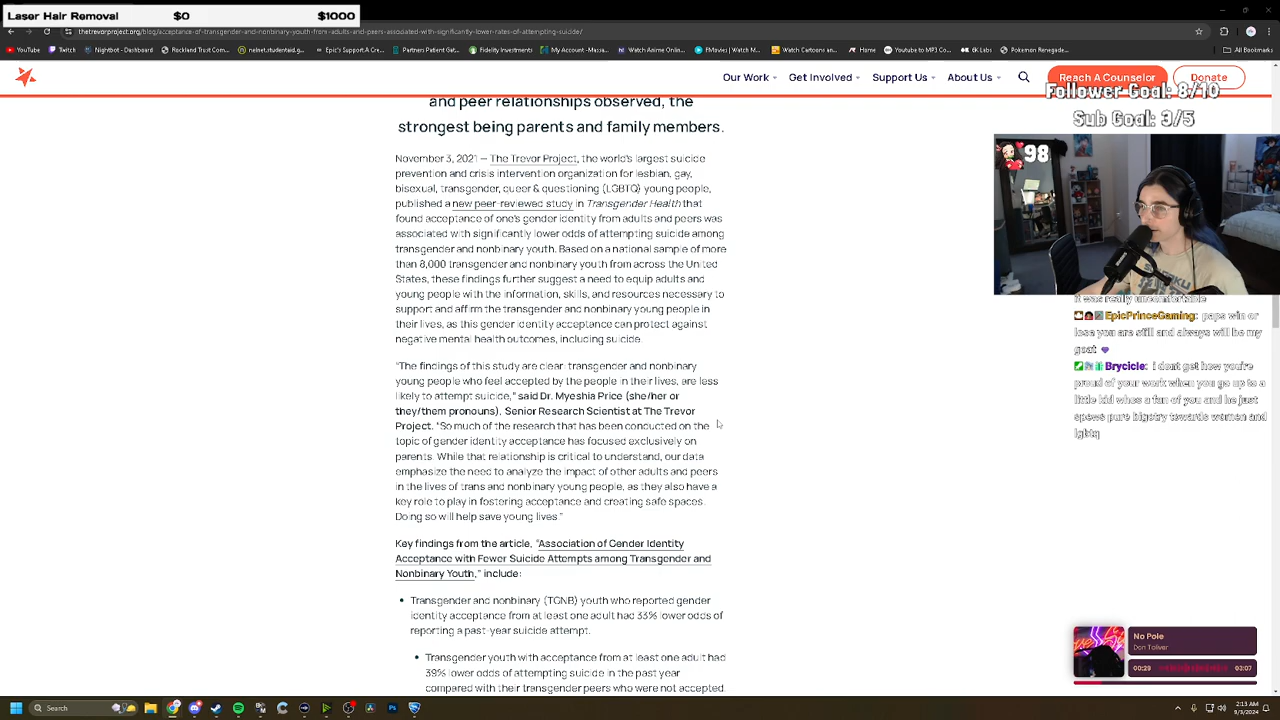 Laser Hair Removal $0 $1000
thetrevorproject.org/blog/acceptance-of-transgender-and-nonbinary-youth-from-adults-and-peers-associated-with-significantly-lower-rates-of-attempting-suicide/
YouTube Twitch Nightbot - Dashboard Rockland Trust Com... nelnet.studentaid.g... Epic's Support A Cre... Partners Patient Gat... Fidelity Investments My Account - Massa... Watch Anime Onlin... FMovies | Watch M... Watch Cartoons an... Home Youtube to MP3 Co... 6K Labs Pokemon Renegade... All Bookmarks
Our Work Get Involved Support Us About Us Reach A Counselor Donate
Follower Goal: 8/10
Sub Goal: 3/5
98
and peer relationships observed, the
strongest being parents and family members.
November 3, 2021 — The Trevor Project, the world's largest suicide
prevention and crisis intervention organization for lesbian, gay,
bisexual, transgender, queer & questioning (LGBTQ) young people,
published a new peer-reviewed study in Transgender Health that
found acceptance of one's gender identity from adults and peers was
associated with significantly lower odds of attempting suicide among
transgender and nonbinary youth. Based on a national sample of more
than 8,000 transgender and nonbinary youth from across the United
States, these findings further suggest a need to equip adults and
young people with the information, skills, and resources necessary to
support and affirm the transgender and nonbinary young people in
their lives, as this gender identity acceptance can protect against
negative mental health outcomes, including suicide.
"The findings of this study are clear: transgender and nonbinary
young people who feel accepted by the people in their lives, are less
likely to attempt suicide," said Dr. Myeshia Price (she/her or
they/them pronouns), Senior Research Scientist at The Trevor
Project. "So much of the research that has been conducted on the
topic of gender identity acceptance has focused exclusively on
parents. While that relationship is critical to understand, our data
emphasize the need to analyze the impact of other adults and peers
in the lives of trans and nonbinary young people, as they also have a
key role to play in fostering acceptance and creating safe spaces.
Doing so will help save young lives."
Key findings from the article, "Association of Gender Identity
Acceptance with Fewer Suicide Attempts among Transgender and
Nonbinary Youth," include:
Transgender and nonbinary (TGNB) youth who reported gender
identity acceptance from at least one adult had 33% lower odds of
reporting a past-year suicide attempt.
Transgender youth with acceptance from at least one adult had
39% lower odds of attempting suicide in the past year
compared with their transgender peers who were not accepted
it was really uncomfortable
EpicPrinceGaming: paps win or
lose you are still and always will be my
goat
Brycicle: i dont get how you're
proud of your work when you go up to a
little kid whos a fan of you and he just
spews pure bigotry towards women and
lgbtq
No Pole
Don Toliver
00:29 03:07
Search
2:13 AM
9/3/2024